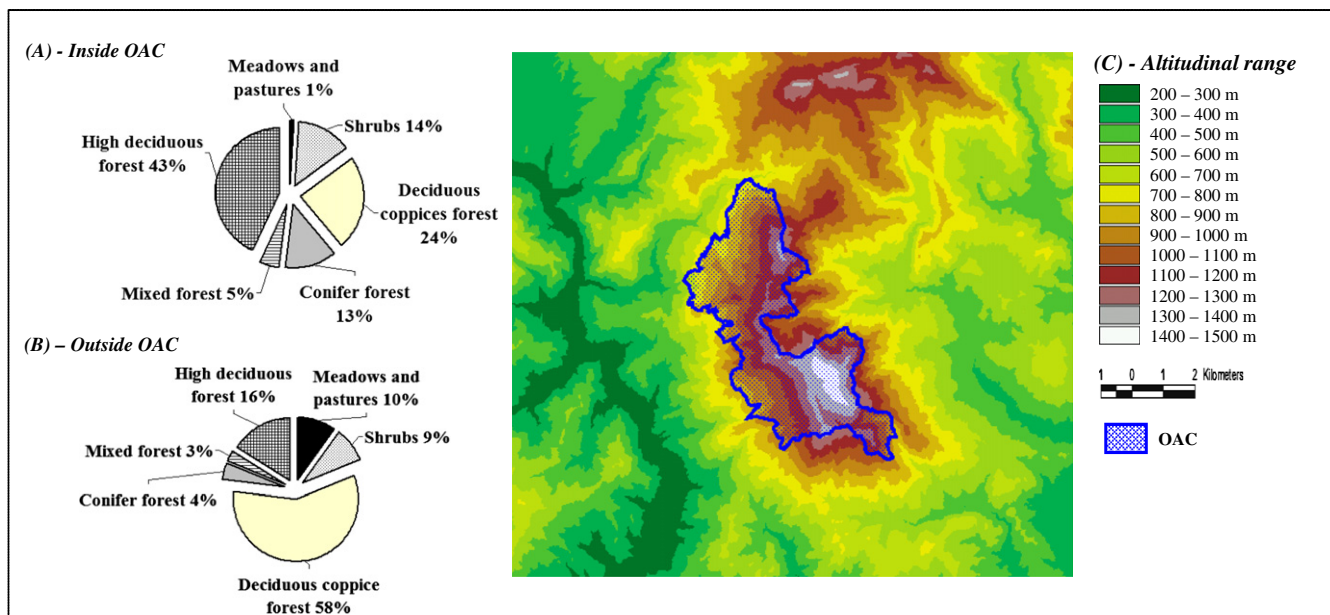 (A) - Inside OAC
Meadows and
pastures 1%
Shrubs 14%
High deciduous
forest 43%
Deciduous
coppices forest
24%
Mixed forest 5%
Conifer forest
13%
(B) – Outside OAC
High deciduous
forest 16%
Meadows and
pastures 10%
Shrubs 9%
Mixed forest 3%
Conifer forest 4%
Deciduous coppice
forest 58%
(C) - Altitudinal range
200 – 300 m
300 – 400 m
400 – 500 m
500 – 600 m
600 – 700 m
700 – 800 m
800 – 900 m
900 – 1000 m
1000 – 1100 m
1100 – 1200 m
1200 – 1300 m
1300 – 1400 m
1400 – 1500 m
1 0 1 2 Kilometers
OAC